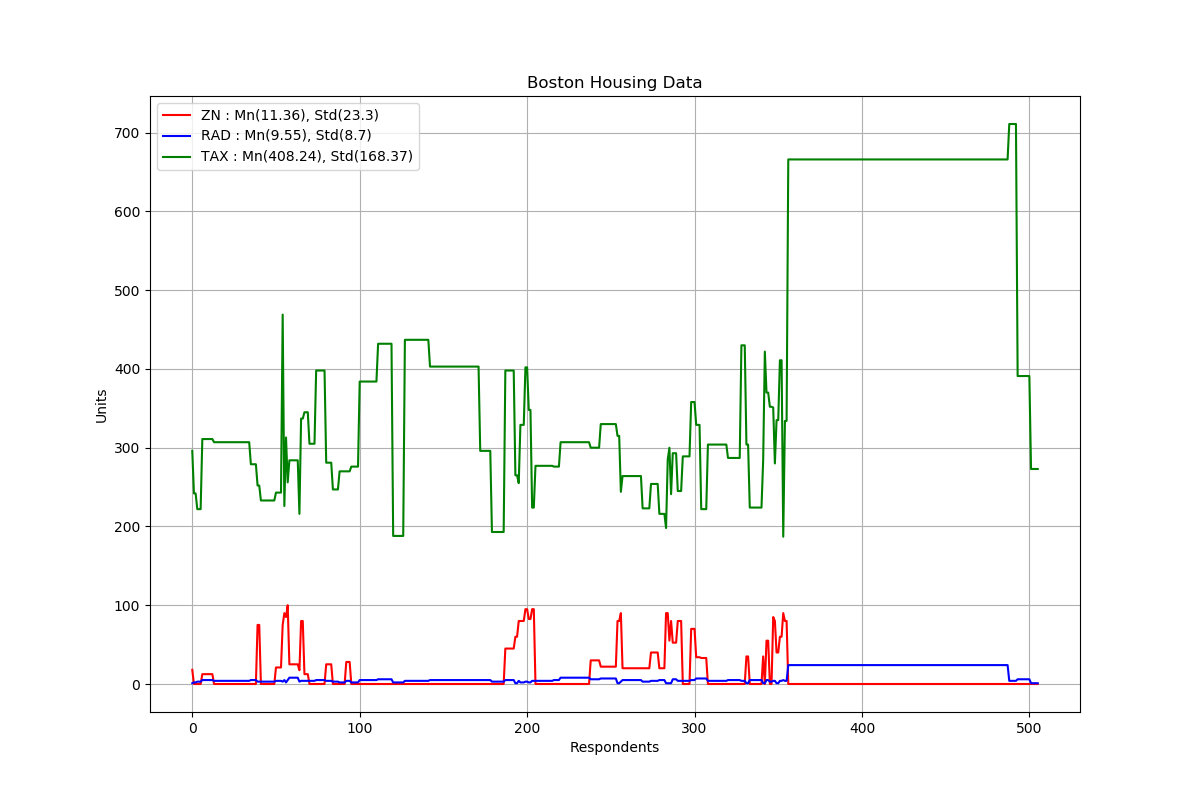 Boston Housing Data
ZN : Mn(11.36), Std(23.3)
RAD : Mn(9.55), Std(8.7)
TAX : Mn(408.24), Std(168.37)
700
600
500
400
300
200
100
0
Units
0 100 200 300 400 500
Respondents